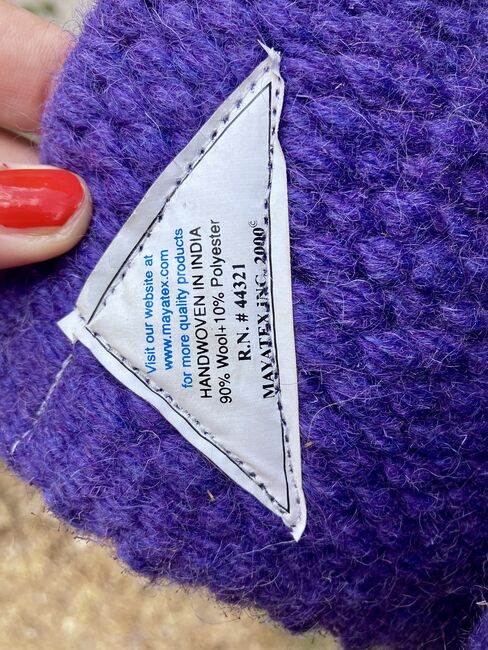 Visit our website at
www.mayatex.com
for more quality products
HANDWOVEN IN INDIA
90% Wool+10% Polyester
R.N. # 44321
MAYATEX INC. 2000©